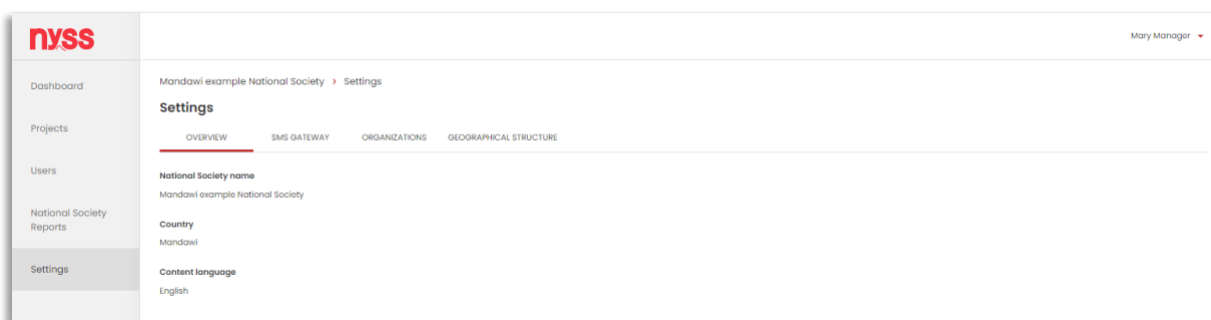 nyss
Mary Manager
Dashboard
Projects
Users
National Society
Reports
Settings
Mandawi example National Society > Settings
Settings
OVERVIEW SMS GATEWAY ORGANIZATIONS GEOGRAPHICAL STRUCTURE
National Society name
Mandawi example National Society
Country
Mandawi
Content language
English